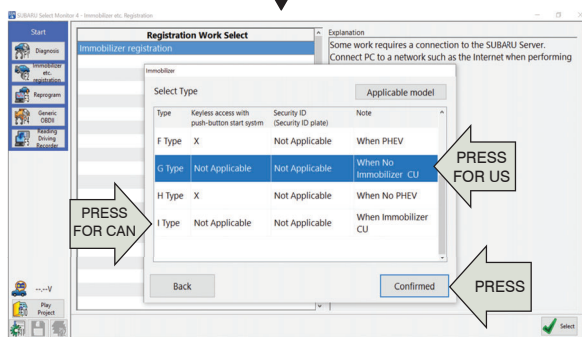 SUBARU Select Monitor 4 - Immobilizer etc. Registration
Start
Diagnosis
Immobilizer
etc.
registration
Reprogram
Generic
OBDII
Reading
Driving
Recorder
--.--V
Play
Project
Registration Work Select
Immobilizer registration
Explanation
Some work requires a connection to the SUBARU Server.
Connect PC to a network such as the Internet when performing
Immobilizer
Select Type
Applicable model
Type
Keyless access with
push-button start system
Security ID
(Security ID plate)
Note
F Type X Not Applicable When PHEV
G Type Not Applicable Not Applicable When No
Immobilizer CU
H Type X Not Applicable When No PHEV
I Type Not Applicable Not Applicable When Immobilizer
CU
Back
Confirmed
PRESS
FOR US
PRESS
FOR CAN
PRESS
Select